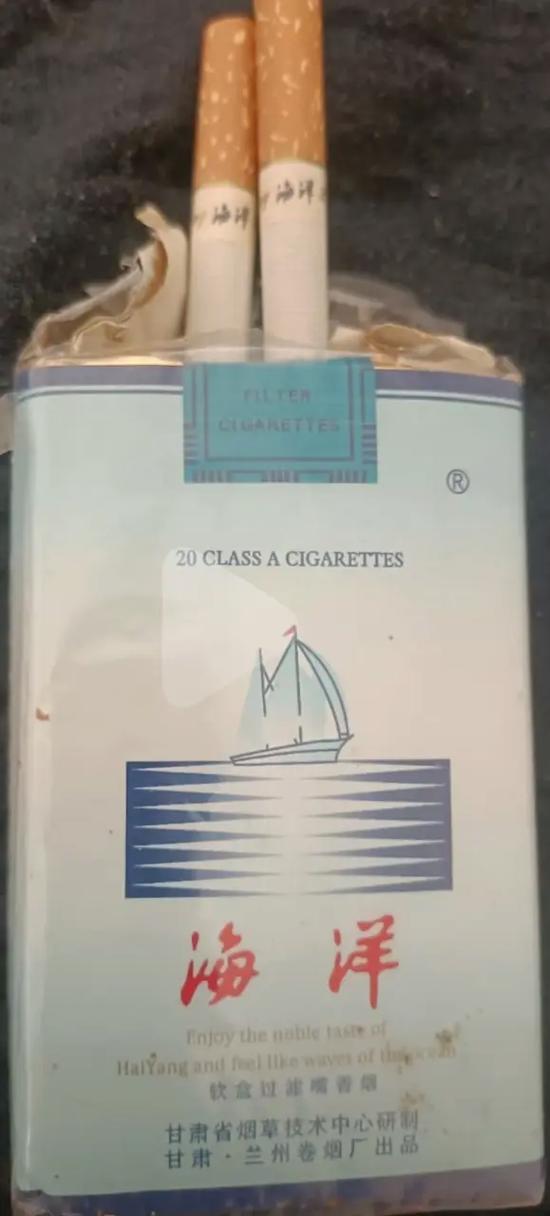 海洋
海洋
FILTER
CIGARETTES
®
20 CLASS A CIGARETTES
海洋
Enjoy the noble taste of
HaiYang and feel like waves of the ocean
软盒过滤嘴香烟
甘肃省烟草技术中心研制
甘肃·兰州卷烟厂出品